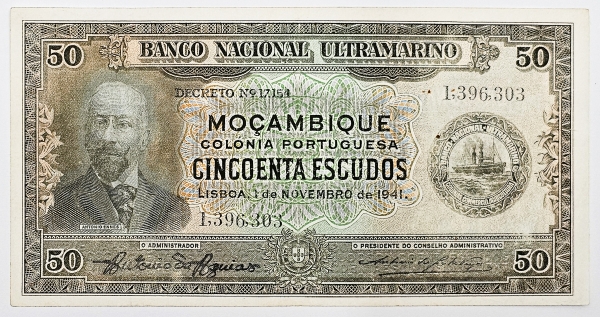 50 BANCO NACIONAL ULTRAMARINO 50
DECRETO Nº 17154 1.396.303
MOÇAMBIQUE
COLONIA PORTUGUESA
CINCOENTA ESCUDOS
LISBOA, 1 de NOVEMBRO de 1941.
1.396.303
O ADMINISTRADOR O PRESIDENTE DO CONSELHO ADMINISTRATIVO
50 50